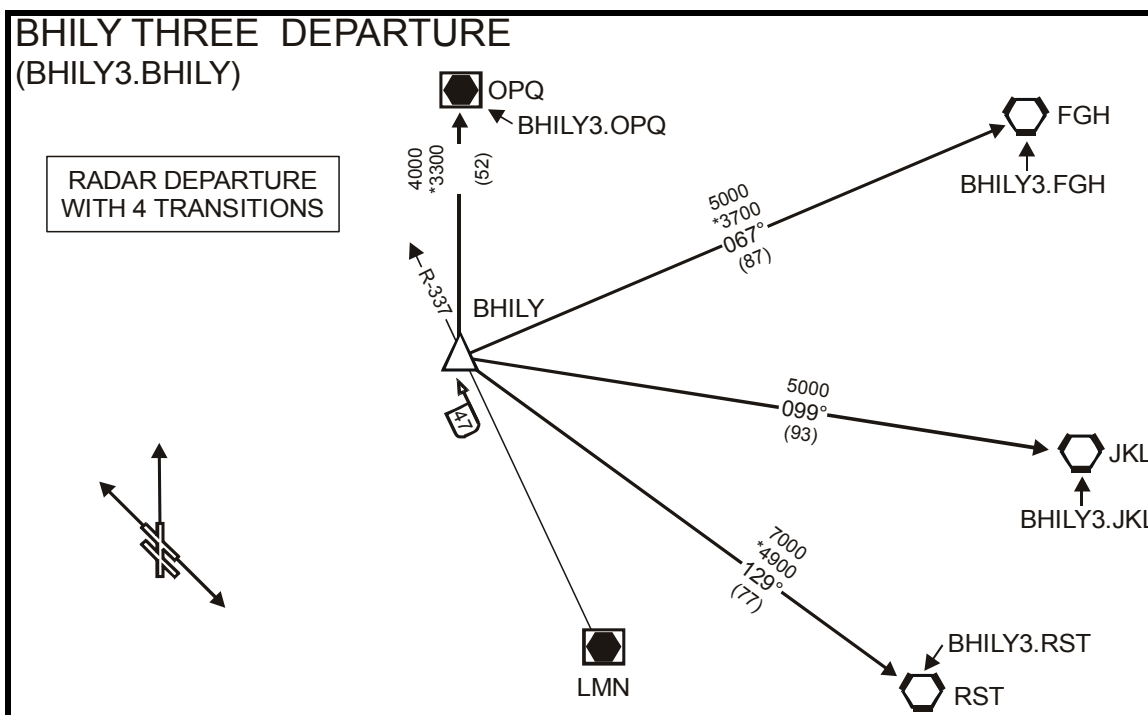 BHILY THREE DEPARTURE
(BHILY3.BHILY)
OPQ
BHILY3.OPQ
FGH
BHILY3.FGH
RADAR DEPARTURE
WITH 4 TRANSITIONS
4000
*3300
(52)
5000
*3700
067°
(87)
R-337
BHILY
47
5000
099°
(93)
JKL
BHILY3.JKL
7000
*4900
129°
(77)
BHILY3.RST
RST
LMN